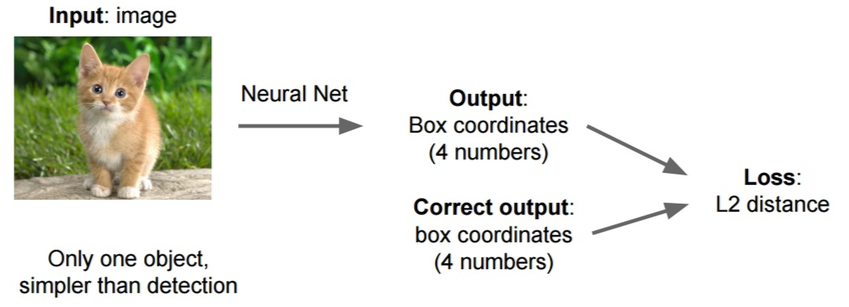 Input: image
Neural Net
Output:
Box coordinates
(4 numbers)
Correct output:
box coordinates
(4 numbers)
Loss:
L2 distance
Only one object,
simpler than detection